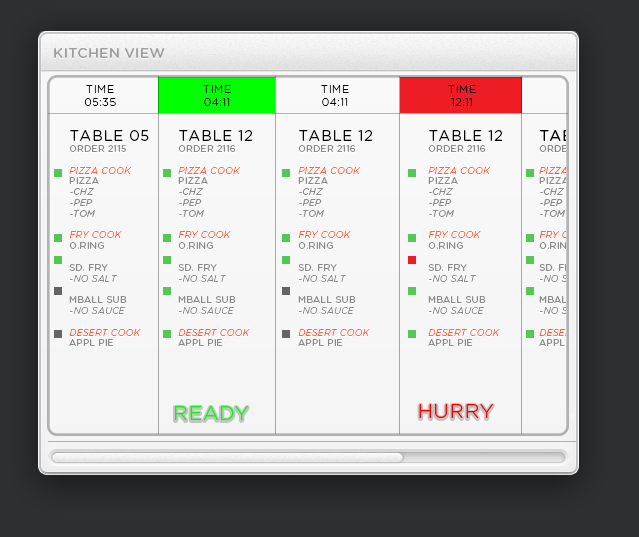 KITCHEN VIEW
TIME
05:35
TABLE 05
ORDER 2115
PIZZA COOK
PIZZA
-CHZ
-PEP
-TOM
FRY COOK
O.RING
SD. FRY
-NO SALT
MBALL SUB
-NO SAUCE
DESERT COOK
APPL PIE
TIME
04:11
TABLE 12
ORDER 2116
PIZZA COOK
PIZZA
-CHZ
-PEP
-TOM
FRY COOK
O.RING
SD. FRY
-NO SALT
MBALL SUB
-NO SAUCE
DESERT COOK
APPL PIE
READY
TIME
04:11
TABLE 12
ORDER 2116
PIZZA COOK
PIZZA
-CHZ
-PEP
-TOM
FRY COOK
O.RING
SD. FRY
-NO SALT
MBALL SUB
-NO SAUCE
DESERT COOK
APPL PIE
TIME
12:11
TABLE 12
ORDER 2116
PIZZA COOK
PIZZA
-CHZ
-PEP
-TOM
FRY COOK
O.RING
SD. FRY
-NO SALT
MBALL SUB
-NO SAUCE
DESERT COOK
APPL PIE
HURRY
ORDER
PIZZA
PIZZA
-CHZ
-PEP
-TOM
FRY
O.RIN
SD. F
-NO
MBAL
-NO S
DESE
APPL